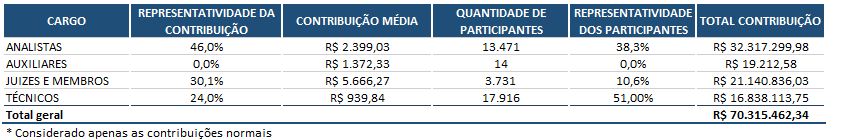 CARGO REPRESENTATIVIDADE DA CONTRIBUIÇÃO CONTRIBUIÇÃO MÉDIA QUANTIDADE DE PARTICIPANTES REPRESENTATIVIDADE DOS PARTICIPANTES TOTAL CONTRIBUIÇÃO
ANALISTAS 46,0% R$ 2.399,03 13.471 38,3% R$ 32.317.299,98
AUXILIARES 0,0% R$ 1.372,33 14 0,0% R$ 19.212,58
JUIZES E MEMBROS 30,1% R$ 5.666,27 3.731 10,6% R$ 21.140.836,03
TÉCNICOS 24,0% R$ 939,84 17.916 51,00% R$ 16.838.113,75
Total geral R$ 70.315.462,34
* Considerado apenas as contribuições normais